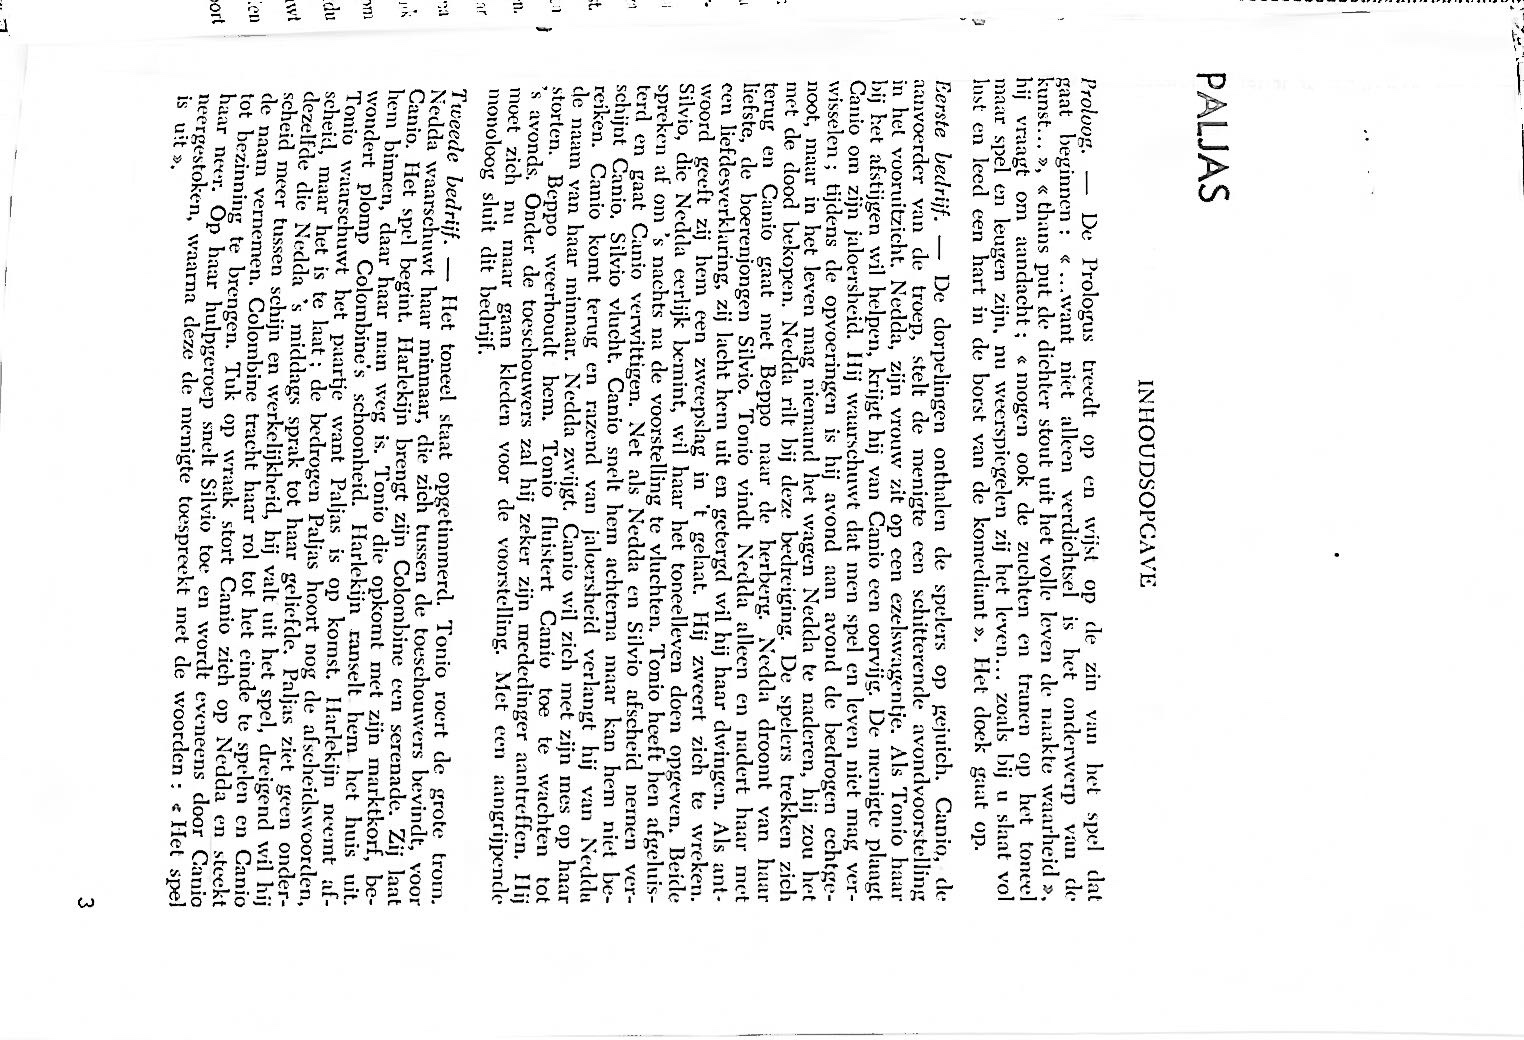 PALJAS
INHOUDSOPGAVE
Proloog. — De Prologus treedt op en wijst op de zin van het spel dat
gaat beginnen : « ...want niet alleen verdichtsel is het onderwerp van de
kunst... », « thans put de dichter stout uit het volle leven de naakte waarheid »,
hij vraagt om aandacht ; « mogen ook de zuchten en tranen op het toneel
maar spel en leugen zijn, nu weerspiegelen zij het leven... zoals bij u slaat vol
lust en leed een hart in de borst van de komediant ». Het doek gaat op.
Eerste bedrijf. — De dorpelingen onthalen de spelers op gejuich. Canio, de
aanvoerder van de troep, stelt de menigte een schitterende avondvoorstelling
in het vooruitzicht. Nedda, zijn vrouw zit op een ezelswagentje. Als Tonio haar
bij het afstijgen wil helpen, krijgt hij van Canio een oorvijg. De menigte plaagt
Canio om zijn jaloersheid. Hij waarschuwt dat men spel en leven niet mag ver-
wisselen ; tijdens de opvoeringen is hij avond aan avond de bedrogen echtge-
noot, maar in het leven mag niemand het wagen Nedda te naderen, hij zou het
met de dood bekopen. Nedda rilt bij deze bedreiging. De spelers trekken zich
terug en Canio gaat met Beppo naar de herberg. Nedda droomt van haar
liefste, de boerenjongen Silvio. Tonio vindt Nedda alleen en nadert haar met
een liefdesverklaring, zij lacht hem uit en getergd wil hij haar dwingen. Als ant-
woord geeft zij hem een zweepslag in 't gelaat. Hij zweert zich te wreken.
Silvio, die Nedda eerlijk bemint, wil haar het toneelleven doen opgeven. Beide
spreken af om 's nachts na de voorstelling te vluchten. Tonio heeft hen afgeluis-
terd en gaat Canio verwittigen. Net als Nedda en Silvio afscheid nemen ver-
schijnt Canio. Silvio vlucht. Canio snelt hem achterna maar kan hem niet be-
reiken. Canio komt terug en razend van jaloersheid verlangt hij van Nedda
de naam van haar minnaar. Nedda zwijgt. Canio wil zich met zijn mes op haar
storten. Beppo weerhoudt hem. Tonio fluistert Canio toe te wachten tot
's avonds. Onder de toeschouwers zal hij zeker zijn mededinger aantreffen. Hij
moet zich nu maar gaan kleden voor de voorstelling. Met een aangrijpende
monoloog sluit dit bedrijf.
Tweede bedrijf. — Het toneel staat opgetimmerd. Tonio roert de grote trom.
Nedda waarschuwt haar minnaar, die zich tussen de toeschouwers bevindt, voor
Canio. Het spel begint. Harlekijn brengt zijn Colombine een serenade. Zij laat
hem binnen, daar haar man weg is. Tonio die opkomt met zijn marktkorf, be-
wondert plomp Colombine's schoonheid. Harlekijn ranselt hem het huis uit.
Tonio waarschuwt het paartje want Paljas is op komst. Harlekijn neemt af-
scheid, maar het is te laat ; de bedrogen Paljas hoort nog de afscheidswoorden,
dezelfde die Nedda 's middags sprak tot haar geliefde. Paljas ziet geen onder-
scheid meer tussen schijn en werkelijkheid, hij valt uit het spel, dreigend wil hij
de naam vernemen. Colombine tracht haar rol tot het einde te spelen en Canio
tot bezinning te brengen. Tuk op wraak stort Canio zich op Nedda en steekt
haar neer. Op haar hulpgeroep snelt Silvio toe en wordt eveneens door Canio
neergestoken, waarna deze de menigte toespreekt met de woorden : « Het spel
is uit ».
3